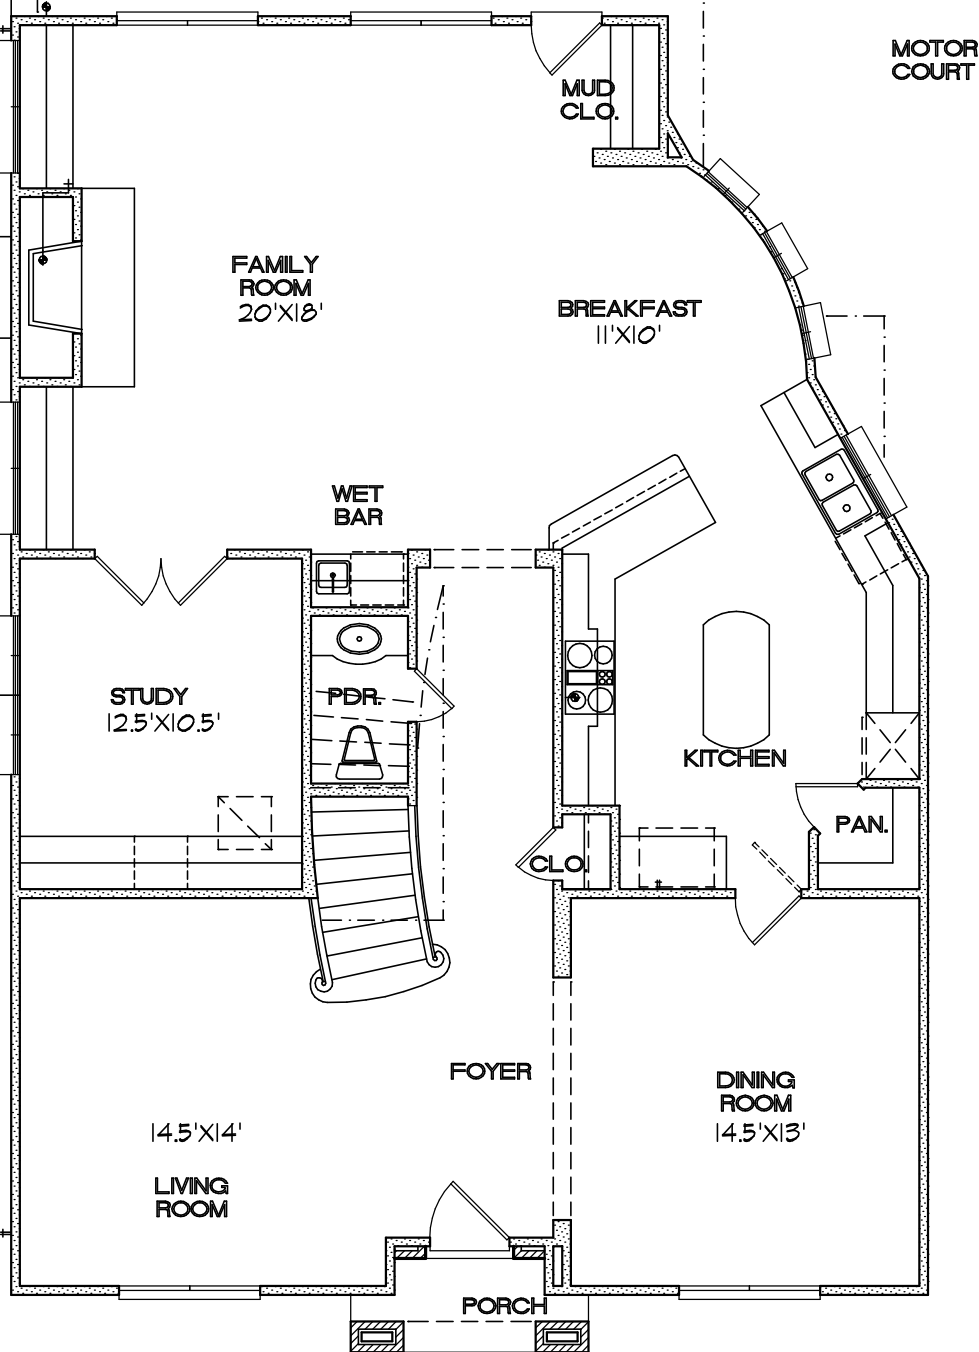 MOTOR
COURT
MUD
CLO.
FAMILY
ROOM
20'X18'
BREAKFAST
11'X10'
WET
BAR
STUDY
12.5'X10.5'
PDR.
KITCHEN
PAN.
CLO.
FOYER
DINING
ROOM
14.5'X13'
14.5'X14'
LIVING
ROOM
PORCH